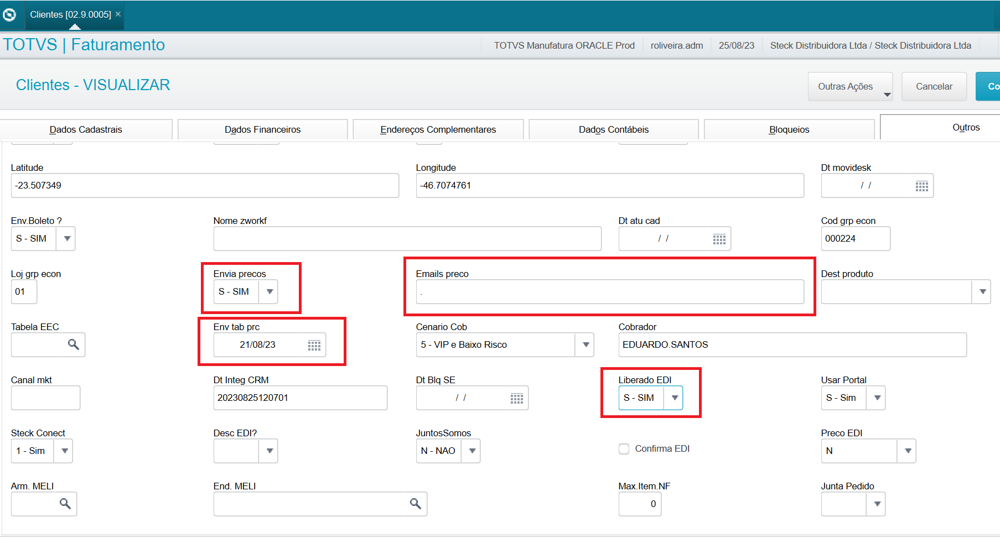 Clientes [02.9.0005] ×
TOTVS | Faturamento
TOTVS Manufatura ORACLE Prod
roliveira.adm
25/08/23
Steck Distribuidora Ltda / Steck Distribuidora Ltda
Clientes - VISUALIZAR
Outras Ações
Cancelar
Co
Dados Cadastrais
Dados Financeiros
Endereços Complementares
Dados Contábeis
Bloqueios
Outros
Latitude
Longitude
Dt movidesk
-23.507349
-46.7074761
/ /
Env.Boleto ?
Nome zworkf
Dt atu cad
Cod grp econ
S - SIM
/ /
000224
Loj grp econ
Envia precos
Emails preco
Dest produto
01
S - SIM
.
Tabela EEC
Env tab prc
Cenario Cob
Cobrador
21/08/23
5 - VIP e Baixo Risco
EDUARDO.SANTOS
Canal mkt
Dt Integ CRM
Dt Blq SE
Liberado EDI
Usar Portal
20230825120701
/ /
S - SIM
S - Sim
Steck Conect
Desc EDI?
JuntosSomos
Preco EDI
1 - Sim
N - NAO
Confirma EDI
N
Arm. MELI
End. MELI
Max.Item.NF
Junta Pedido
0